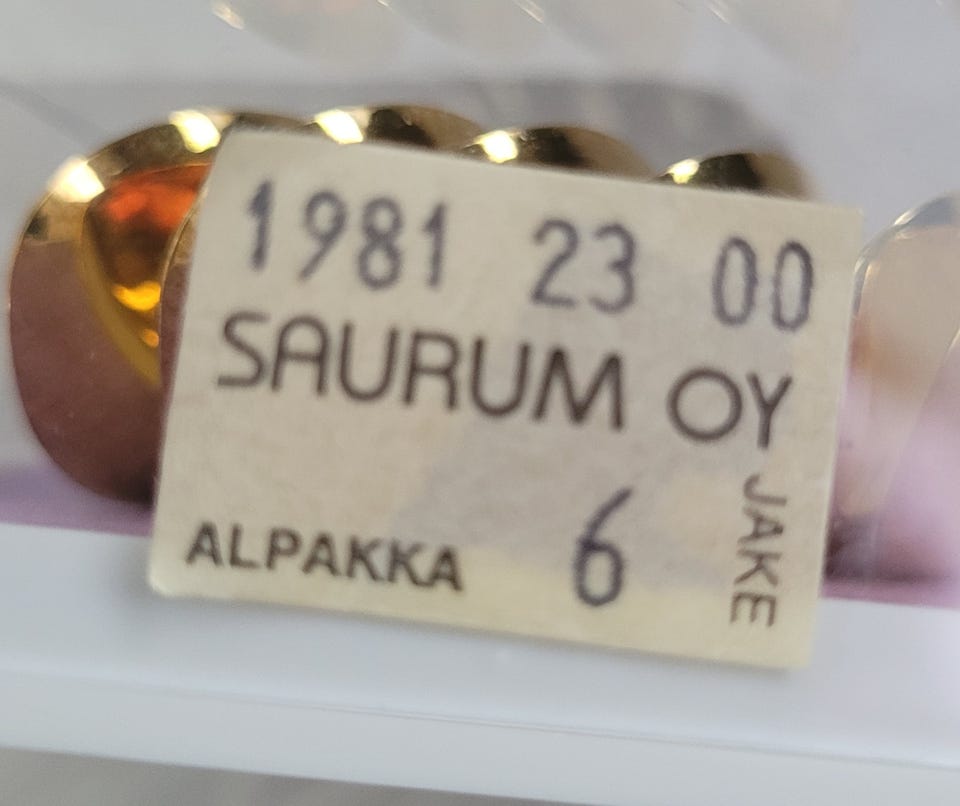 1981 23 00
SAURUM OY
ALPAKKA 6
JAKE